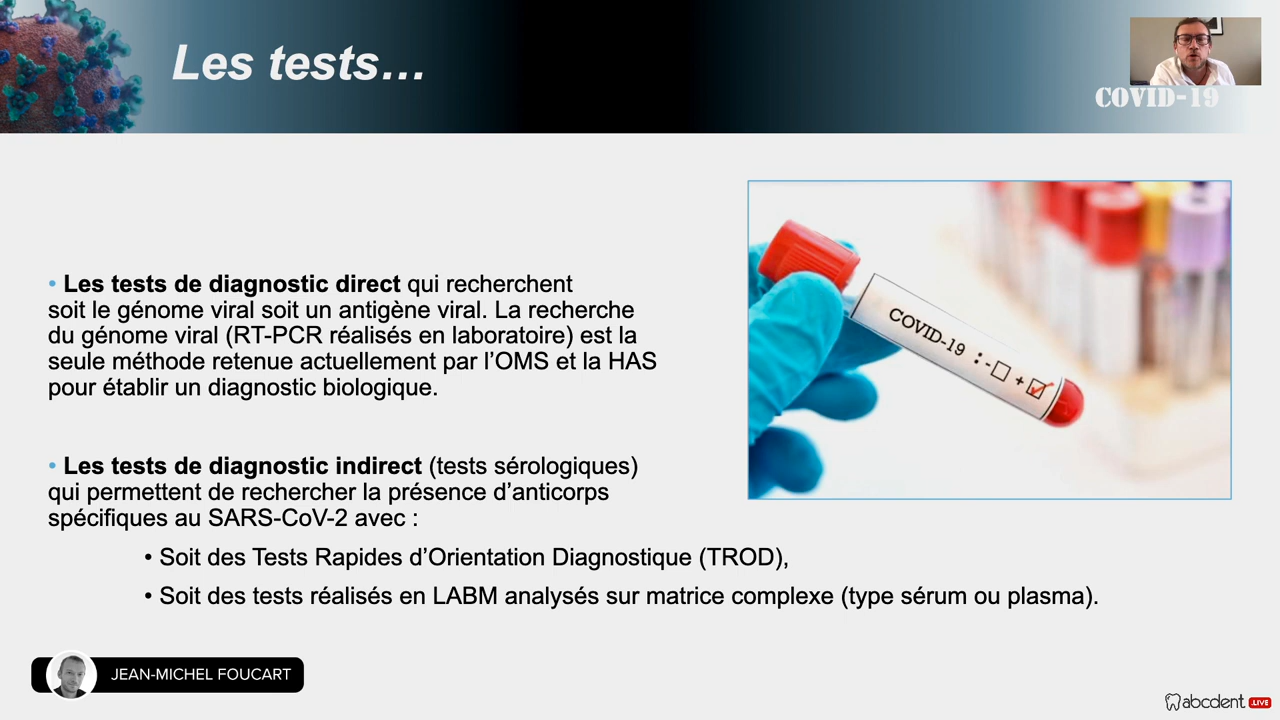 Les tests…
COVID-19
• Les tests de diagnostic direct qui recherchent
soit le génome viral soit un antigène viral. La recherche
du génome viral (RT-PCR réalisés en laboratoire) est la
seule méthode retenue actuellement par l’OMS et la HAS
pour établir un diagnostic biologique.
COVID-19 : - +
• Les tests de diagnostic indirect (tests sérologiques)
qui permettent de rechercher la présence d’anticorps
spécifiques au SARS-CoV-2 avec :
• Soit des Tests Rapides d’Orientation Diagnostique (TROD),
• Soit des tests réalisés en LABM analysés sur matrice complexe (type sérum ou plasma).
JEAN-MICHEL FOUCART
abcdent .LIVE